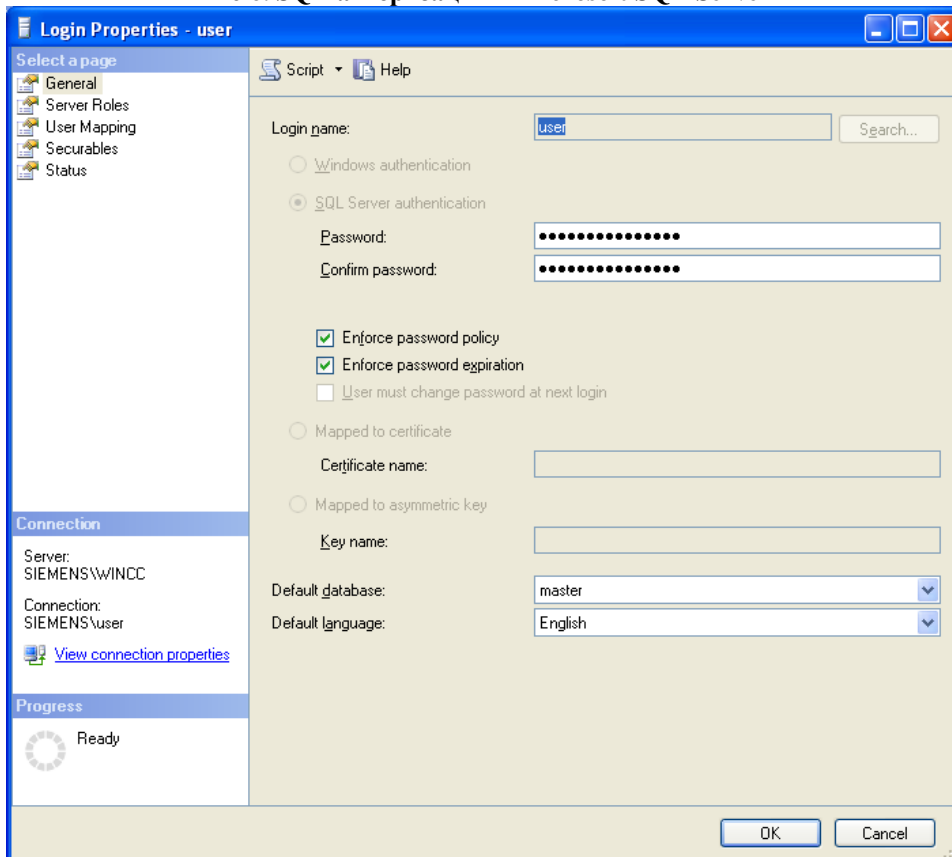 Login Properties - user
Select a page
General
Server Roles
User Mapping
Securables
Status
Script
Help
Login name:
user
Search...
Windows authentication
SQL Server authentication
Password:
●●●●●●●●●●●●●●●
Confirm password:
●●●●●●●●●●●●●●●
Enforce password policy
Enforce password expiration
User must change password at next login
Mapped to certificate
Certificate name:
Mapped to asymmetric key
Key name:
Default database:
master
Default language:
English
Connection
Server:
SIEMENS\WINCC
Connection:
SIEMENS\user
View connection properties
Progress
Ready
OK
Cancel